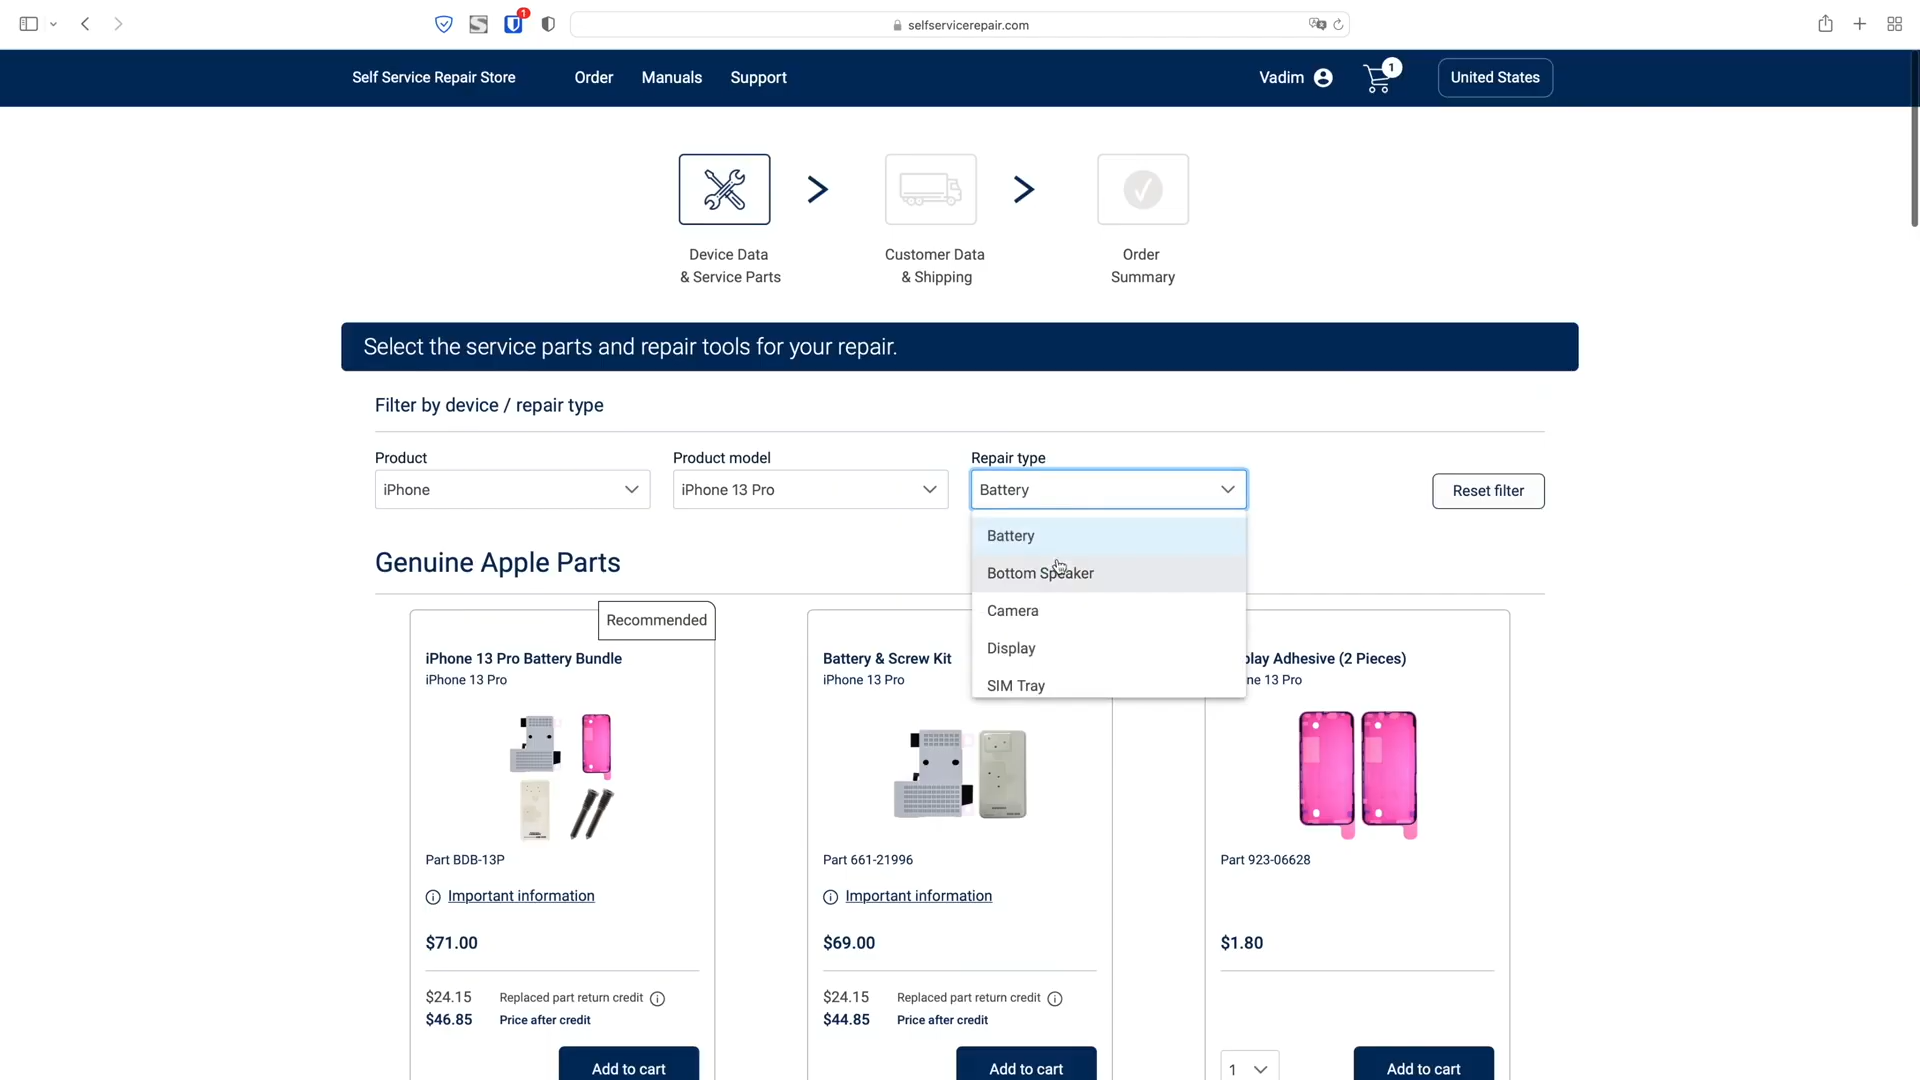 1
selfservicerepair.com
Self Service Repair Store Order Manuals Support Vadim 1 United States
Device Data
& Service Parts
Customer Data
& Shipping
Order
Summary
Select the service parts and repair tools for your repair.
Filter by device / repair type
Product Product model Repair type
iPhone iPhone 13 Pro Battery Reset filter
Battery
Bottom Speaker
Camera
Display
SIM Tray
Genuine Apple Parts
Recommended
iPhone 13 Pro Battery Bundle
iPhone 13 Pro
Part BDB-13P
Important information
$71.00
$24.15 Replaced part return credit
$46.85 Price after credit
Add to cart
Battery & Screw Kit
iPhone 13 Pro
Part 661-21996
Important information
$69.00
$24.15 Replaced part return credit
$44.85 Price after credit
Add to cart
play Adhesive (2 Pieces)
ne 13 Pro
Part 923-06628
$1.80
1 Add to cart